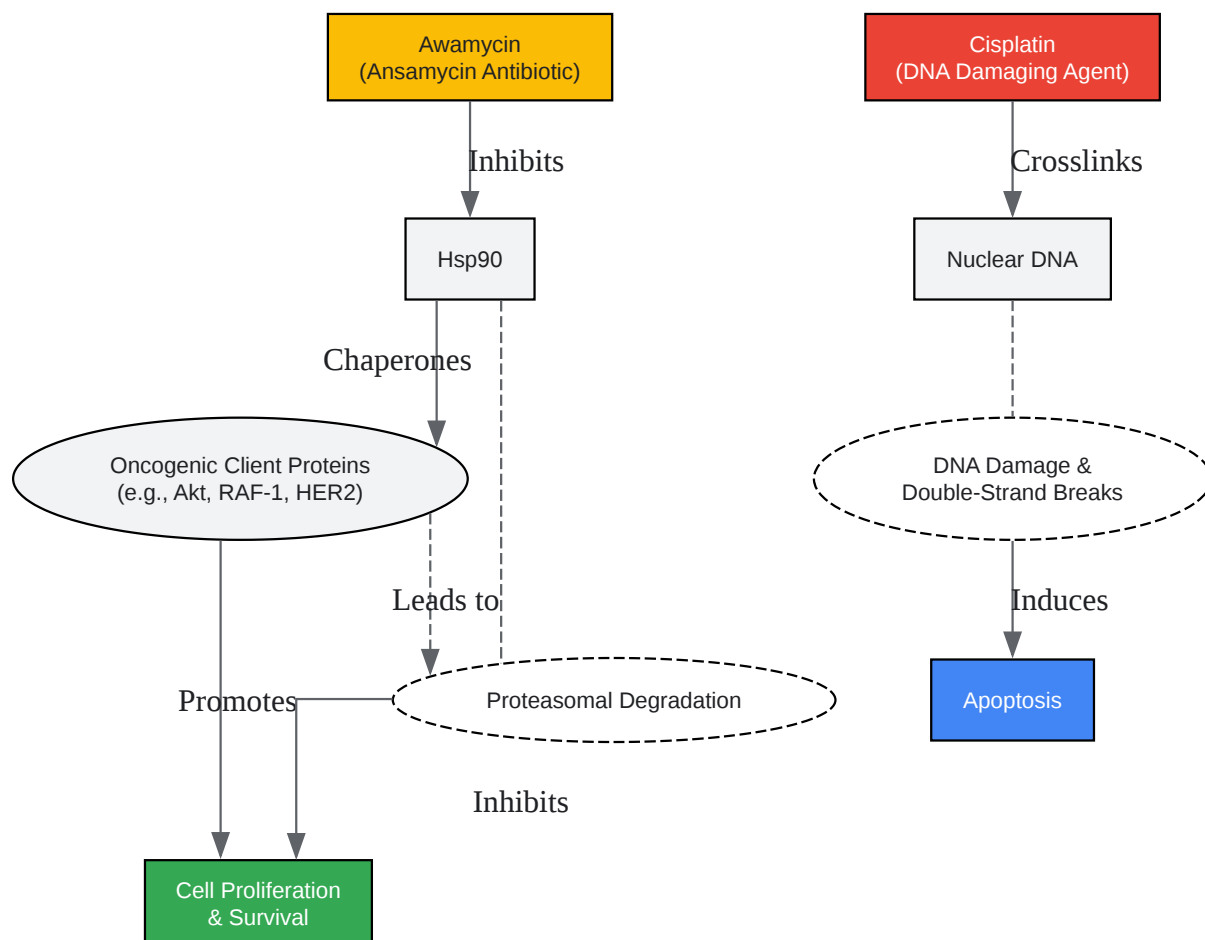 Awamycin
(Ansamycin Antibiotic)
Cisplatin
(DNA Damaging Agent)
Inhibits
Crosslinks
Hsp90
Nuclear DNA
Chaperones
Oncogenic Client Proteins
(e.g., Akt, RAF-1, HER2)
DNA Damage &
Double-Strand Breaks
Leads to
Induces
Promotes
Proteasomal Degradation
Apoptosis
Inhibits
Cell Proliferation
& Survival